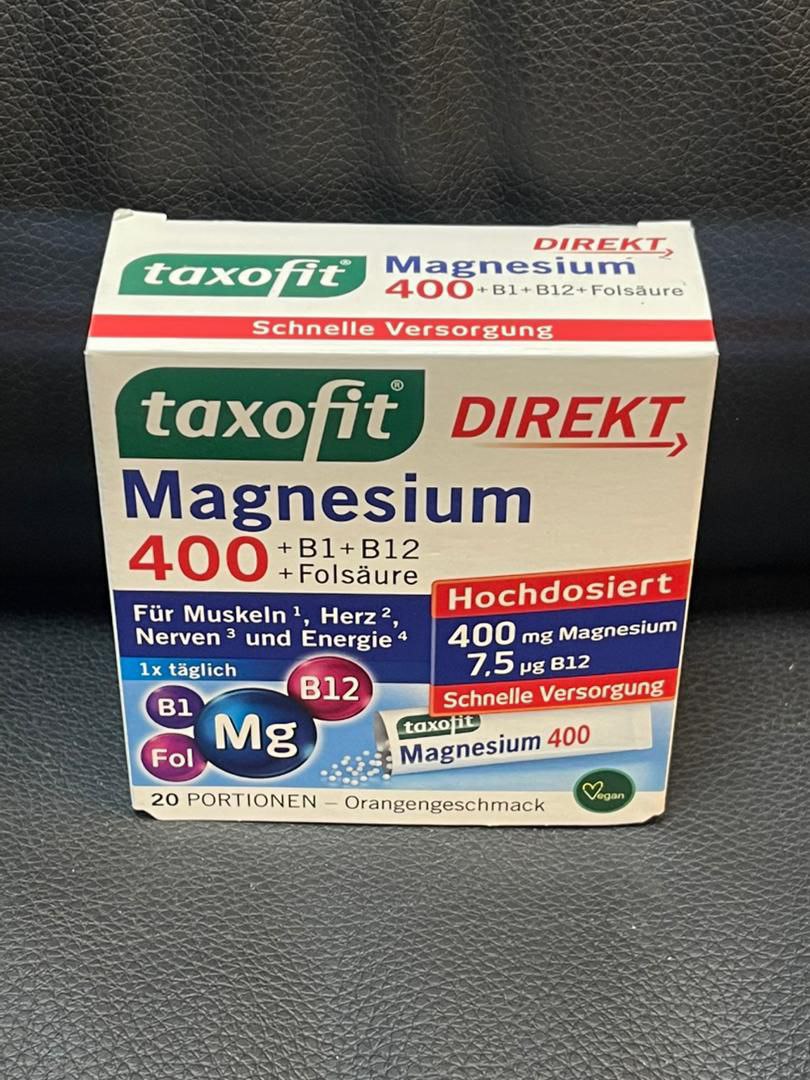 taxofit®
DIREKT
Magnesium
400 +B1+B12+Folsäure
Schnelle Versorgung
taxofit®
DIREKT
Magnesium
400 +B1+B12
+Folsäure
Für Muskeln ¹, Herz ²,
Nerven ³ und Energie ⁴
1x täglich
Hochdosiert
400 mg Magnesium
7,5 µg B12
Schnelle Versorgung
B1
B12
Mg
Fol
taxofit
Magnesium 400
20 PORTIONEN – Orangengeschmack
Vegan